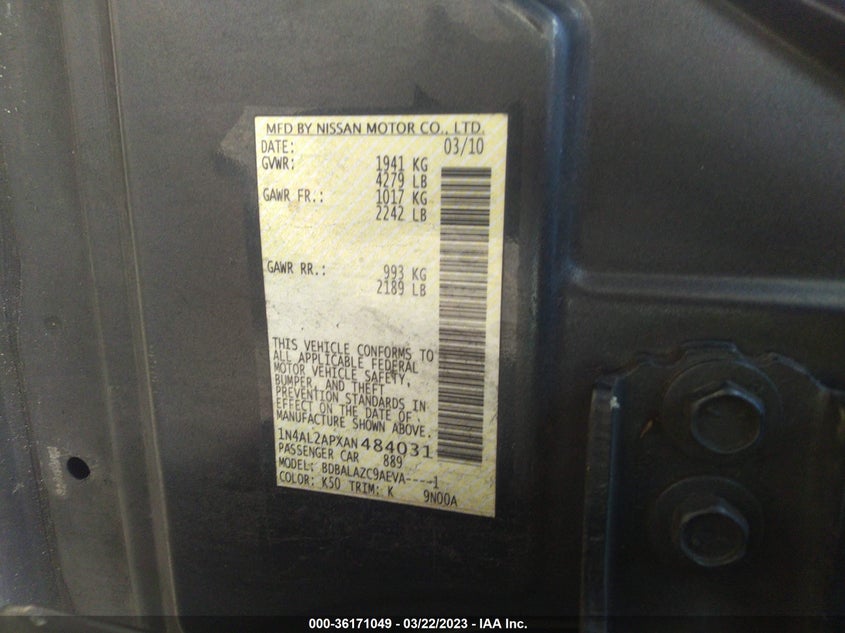 MFD BY NISSAN MOTOR CO., LTD.
DATE: 03/10
GVWR: 1941 KG
4279 LB
GAWR FR.: 1017 KG
2242 LB
GAWR RR.: 993 KG
2189 LB
THIS VEHICLE CONFORMS TO
ALL APPLICABLE FEDERAL
MOTOR VEHICLE SAFETY,
BUMPER, AND THEFT
PREVENTION STANDARDS IN
EFFECT ON THE DATE OF
MANUFACTURE SHOWN ABOVE.
1N4AL2APXAN484031
PASSENGER CAR 889
MODEL: BDBALAZC9AEVA----1
COLOR: K50 TRIM: K 9N00A
000-36171049 - 03/22/2023 - IAA Inc.